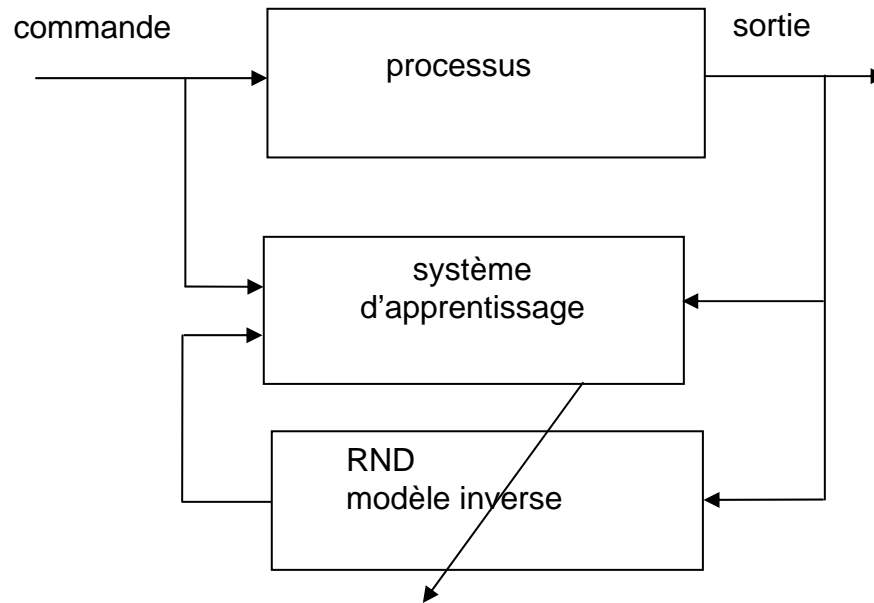 commande
processus
sortie
système
d'apprentissage
RND
modèle inverse